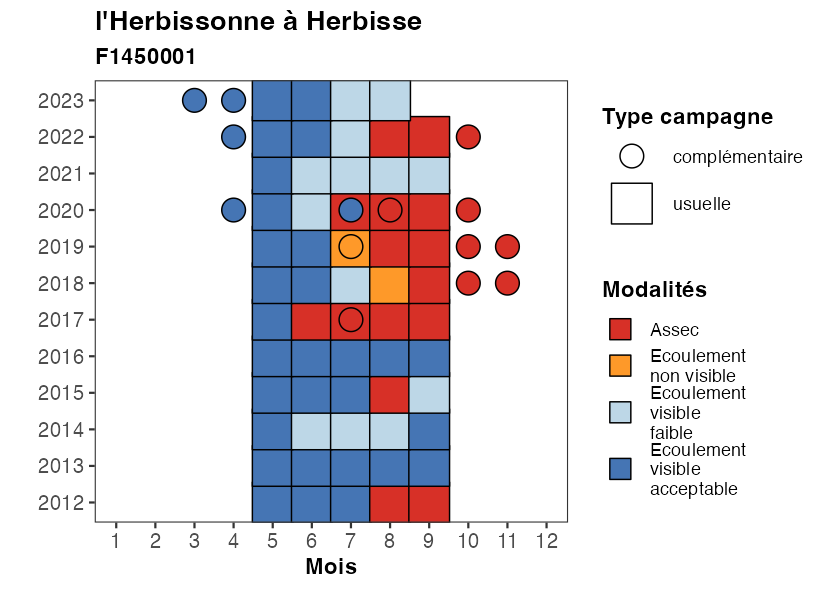 l'Herbissonne à Herbisse
F1450001
2023
2022
2021
2020
2019
2018
2017
2016
2015
2014
2013
2012
1 2 3 4 5 6 7 8 9 10 11 12
Mois
Type campagne
complémentaire
usuelle
Modalités
Assec
Ecoulement
non visible
Ecoulement
visible
faible
Ecoulement
visible
acceptable